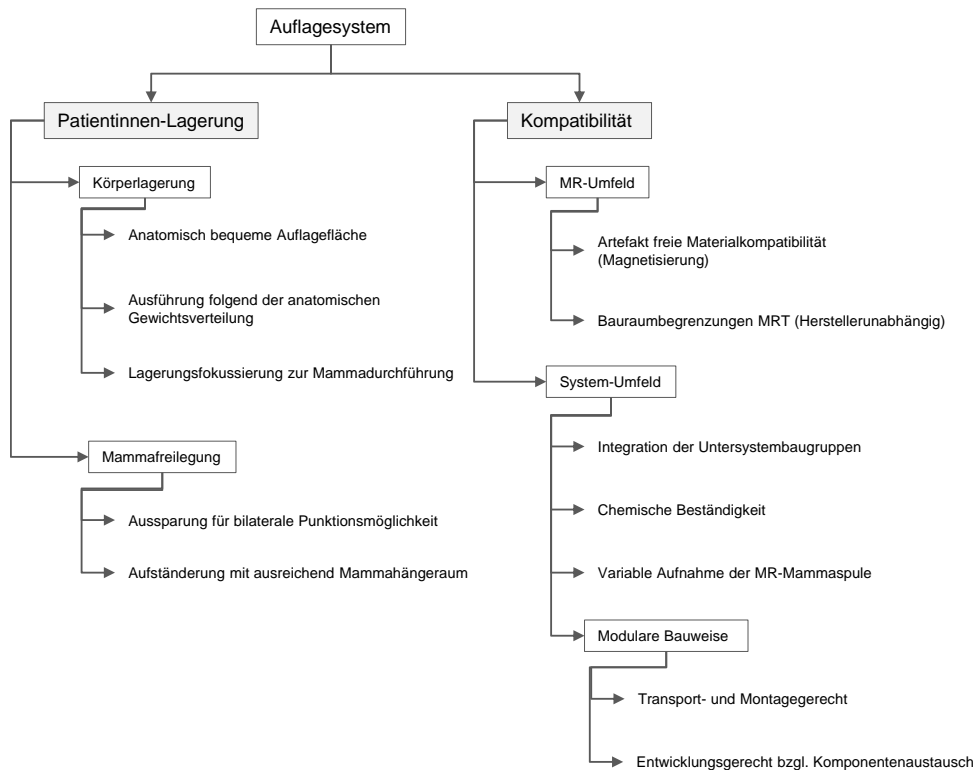 Auflagesystem
Patientinnen-Lagerung
Körperlagerung
Anatomisch bequeme Auflagefläche
Ausführung folgend der anatomischen
Gewichtsverteilung
Lagerungsfokussierung zur Mammadurchführung
Mammafreilegung
Aussparung für bilaterale Punktionsmöglichkeit
Aufständerung mit ausreichend Mammahängeraum
Kompatibilität
MR-Umfeld
Artefakt freie Materialkompatibilität
(Magnetisierung)
Bauraumbegrenzungen MRT (Herstellerunabhängig)
System-Umfeld
Integration der Untersystembaugruppen
Chemische Beständigkeit
Variable Aufnahme der MR-Mammaspule
Modulare Bauweise
Transport- und Montagegerecht
Entwicklungsgerecht bzgl. Komponentenaustausch